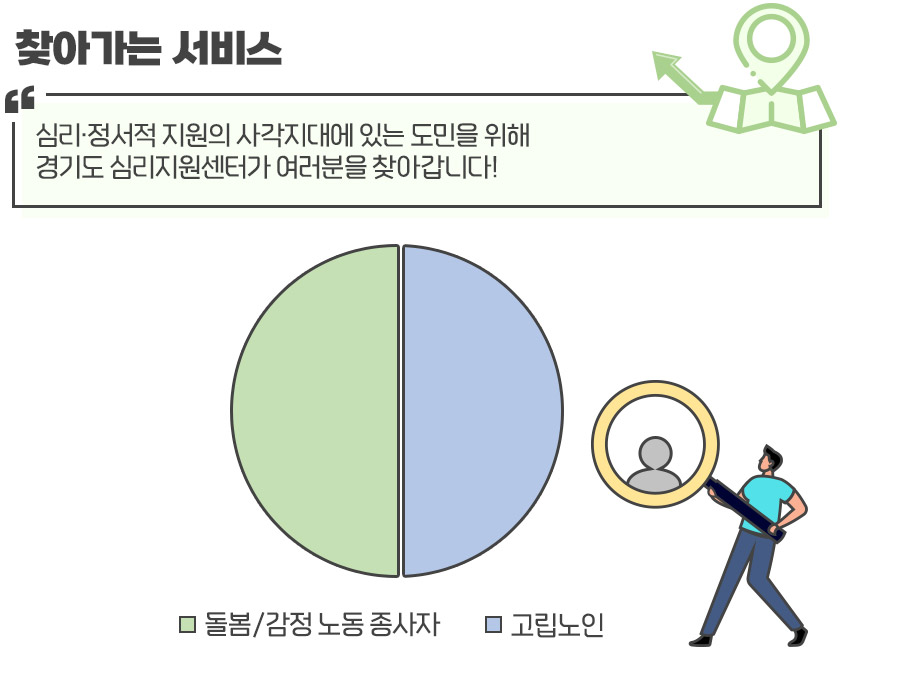 찾아가는 서비스
“
심리·정서적 지원의 사각지대에 있는 도민을 위해
경기도 심리지원센터가 여러분을 찾아갑니다!
돌봄/감정 노동 종사자
고립노인